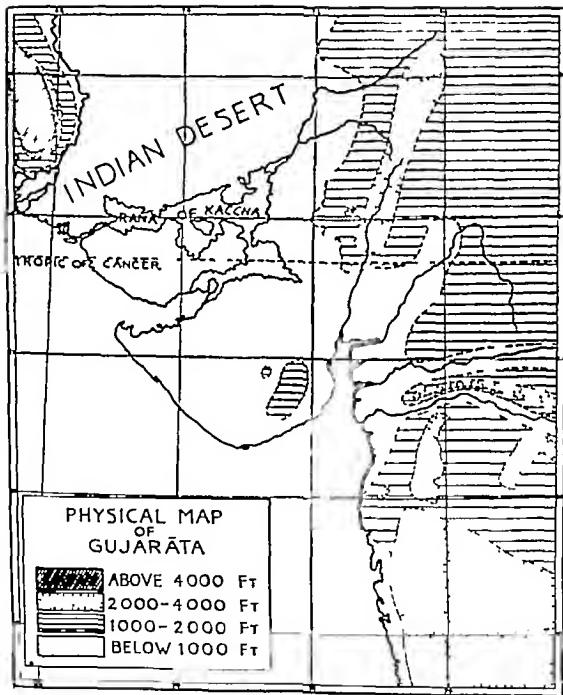 INDIAN DESERT
RANA OF KACCHA
TROPIC OF CANCER
PHYSICAL MAP
OF
GUJARĀTA
ABOVE 4000 FT
2000-4000 FT
1000-2000 FT
BELOW 1000 FT